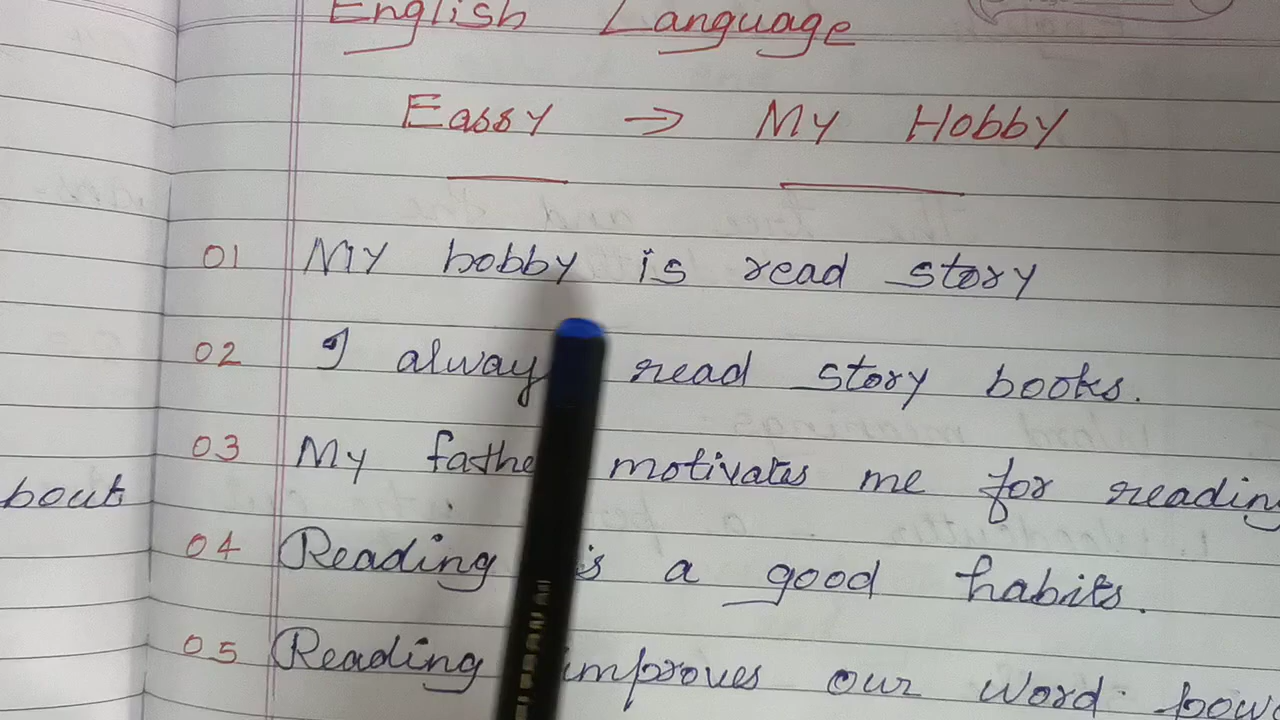 English Language
Eassy → My Hobby
01 My hobby is read story
02 I always read story books.
03 My father motivates me for reading
bout
04 Reading is a good habits.
05 Reading improves our word